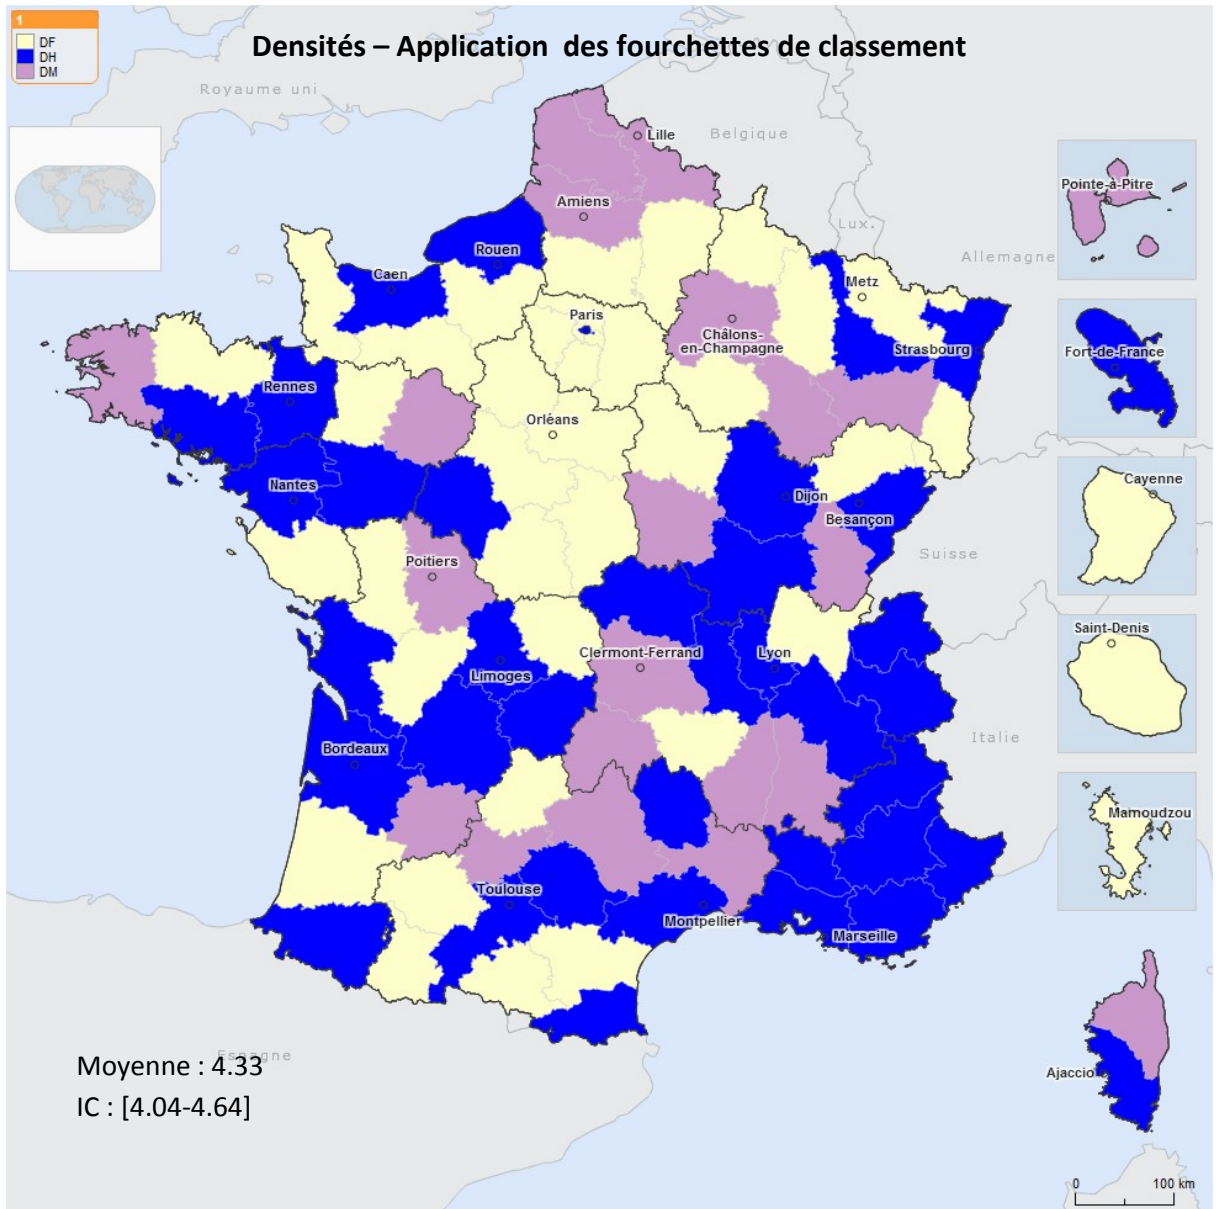 1
DF
DH
DM
Densités – Application des fourchettes de classement
Royaume uni
Lille
Belgique
Pointe-à-Pitre
Amiens
Lux.
Rouen
Allemagne
Caen
Metz
Paris
Châlons-
en-Champagne
Strasbourg
Fort-de-France
Rennes
Orléans
Nantes
Dijon
Cayenne
Besançon
Suisse
Poitiers
Saint-Denis
Clermont-Ferrand
Lyon
Limoges
Italie
Bordeaux
Mamoudzou
Toulouse
Montpellier
Marseille
Espagne
Moyenne : 4.33
Ajaccio
IC : [4.04-4.64]
0 100 km